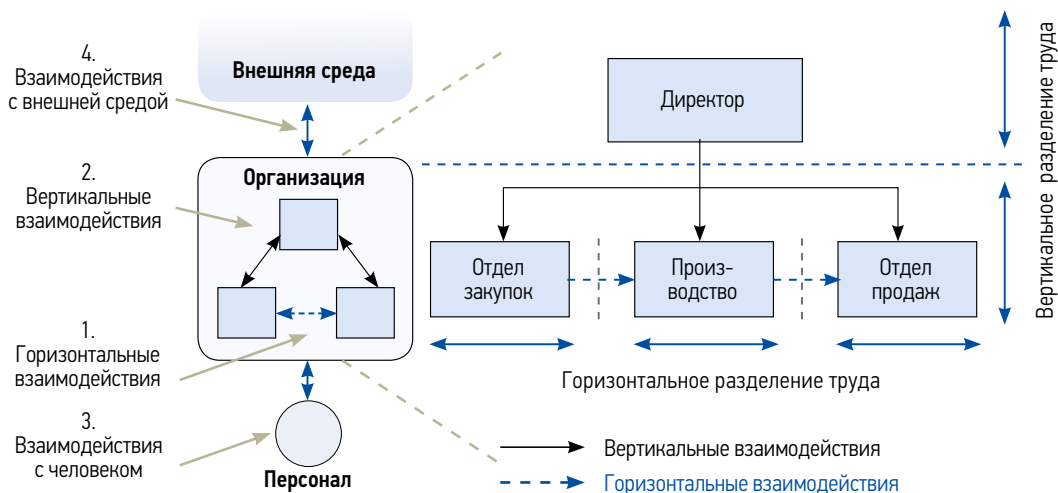 4.
Взаимодействия
с внешней средой
Внешняя среда
2.
Вертикальные
взаимодействия
Организация
1.
Горизонтальные
взаимодействия
3.
Взаимодействия
с человеком
Персонал
Директор
Отдел
закупок
Произ-
водство
Отдел
продаж
Горизонтальное разделение труда
Вертикальное разделение труда
Вертикальные взаимодействия
Горизонтальные взаимодействия